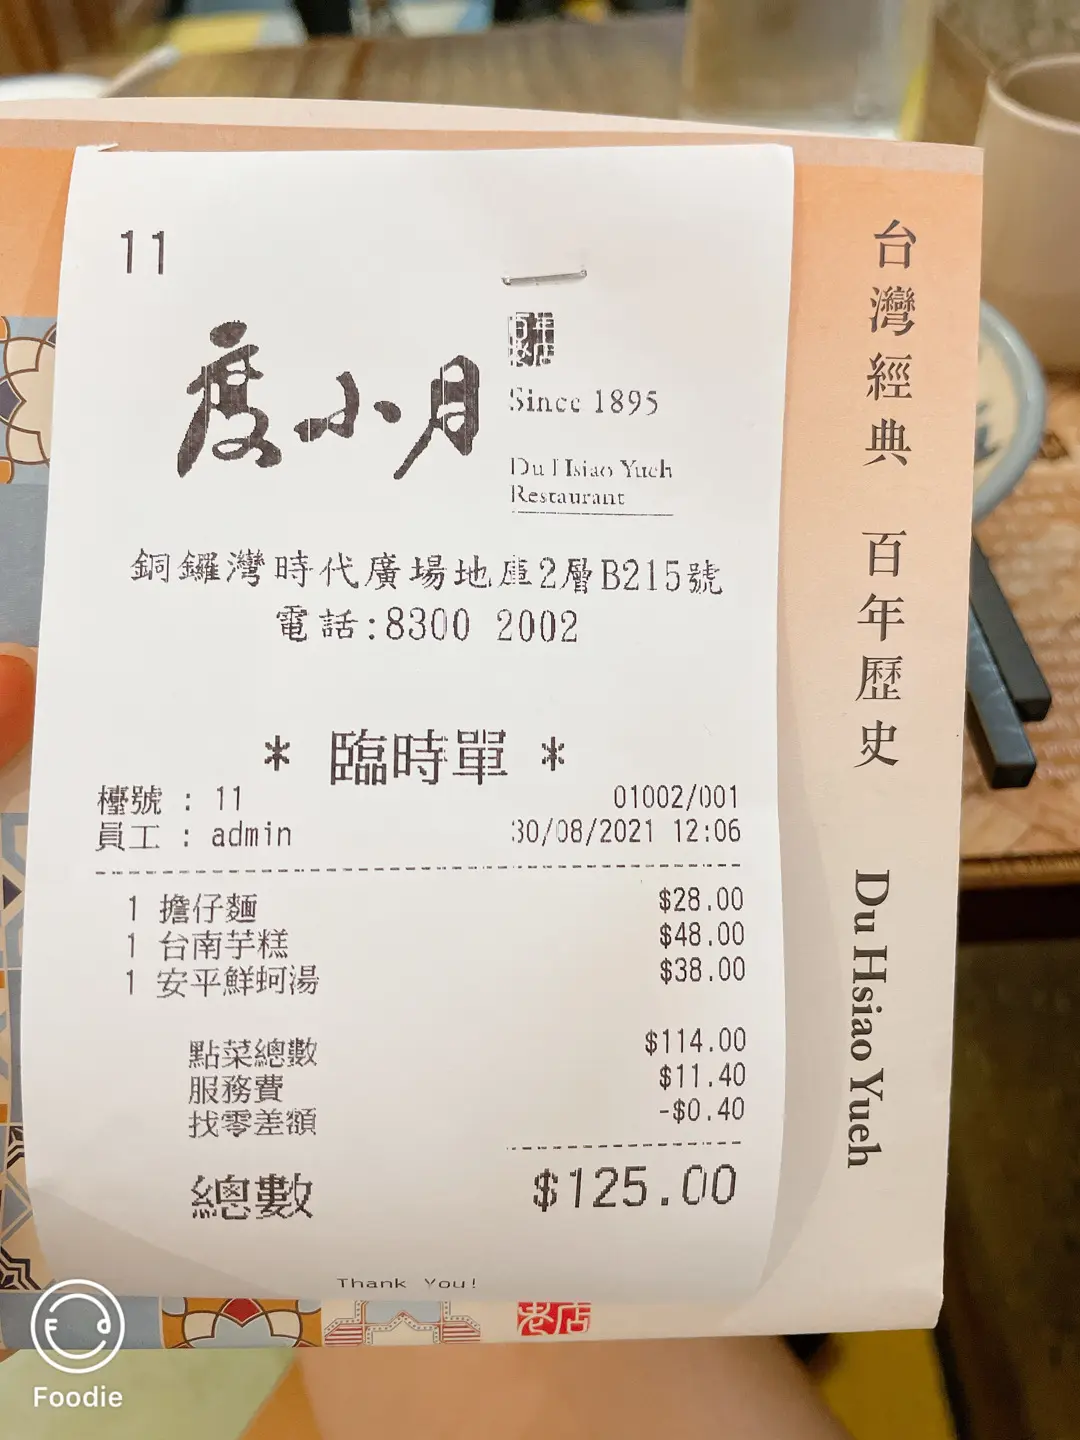 11
度小月
百年老店
Since 1895
Du Hsiao Yueh
Restaurant
銅鑼灣時代廣場地庫2層B215號
電話:8300 2002
* 臨時單 *
檯號 : 11 01002/001
員工 : admin 30/08/2021 12:06
1 擔仔麵 $28.00
1 台南芋糕 $48.00
1 安平鮮蚵湯 $38.00
點菜總數 $114.00
服務費 $11.40
找零差額 -$0.40
總數 $125.00
Thank You!
台灣經典 百年歷史 Du Hsiao Yueh
老店
Foodie